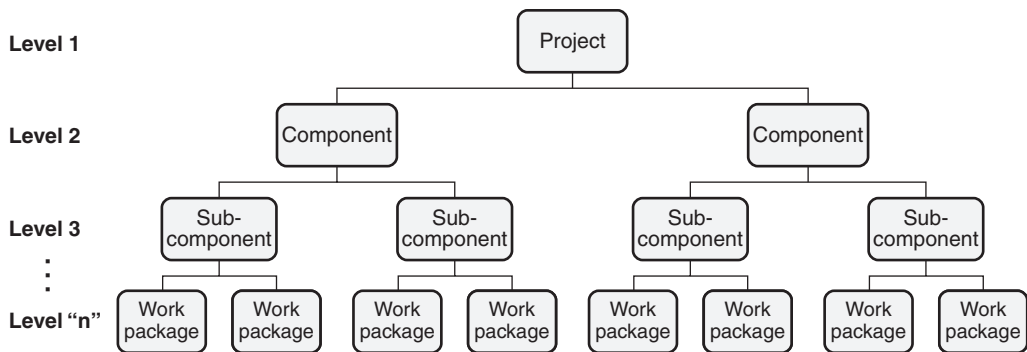 Level 1
Project
Level 2
Component
Component
Level 3
Sub-
component
Sub-
component
Sub-
component
Sub-
component
Level “n”
Work
package
Work
package
Work
package
Work
package
Work
package
Work
package
Work
package
Work
package